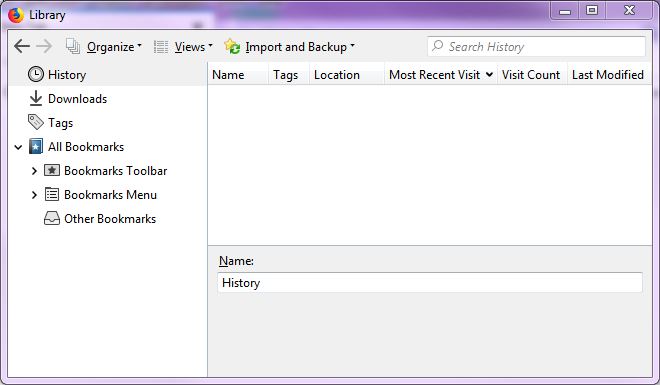 Library
Organize Views Import and Backup Search History
History
Downloads
Tags
All Bookmarks
Bookmarks Toolbar
Bookmarks Menu
Other Bookmarks
Name Tags Location Most Recent Visit Visit Count Last Modified
Name:
History